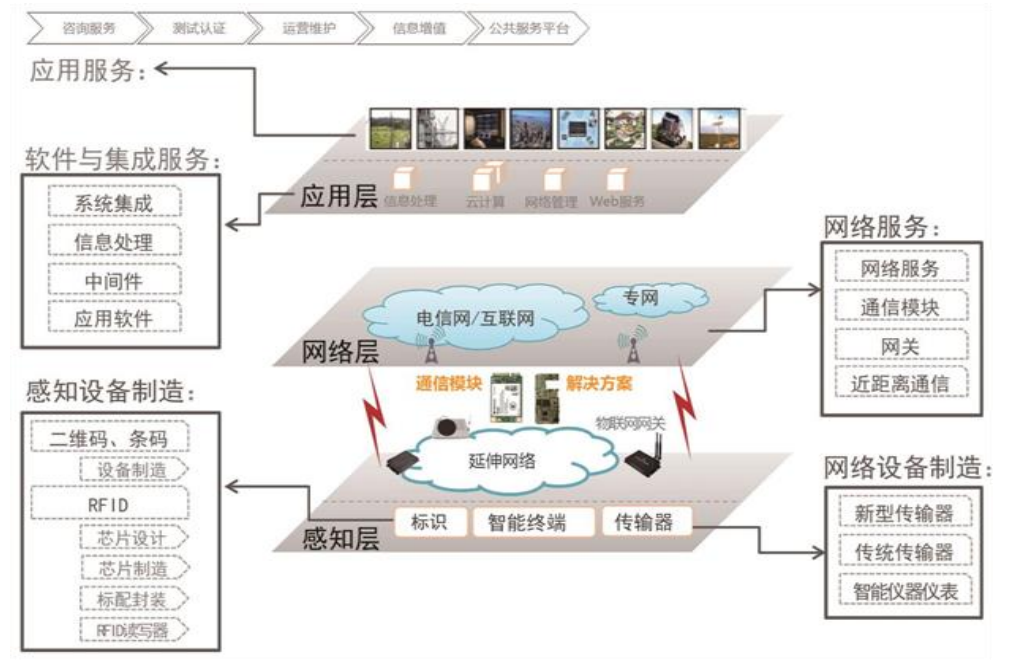 咨询服务
测试认证
运营维护
信息增值
公共服务平台
应用服务:
软件与集成服务:
系统集成
信息处理
中间件
应用软件
应用层
信息处理
云计算
网络管理
Web服务
网络服务:
网络服务
通信模块
网关
近距离通信
电信网/互联网
专网
网络层
通信模块
解决方案
物联网网关
延伸网络
感知设备制造:
二维码、条码
设备制造
RFID
芯片设计
芯片制造
标配封装
RFID读写器
标识
智能终端
传输器
感知层
网络设备制造:
新型传输器
传统传输器
智能仪器仪表